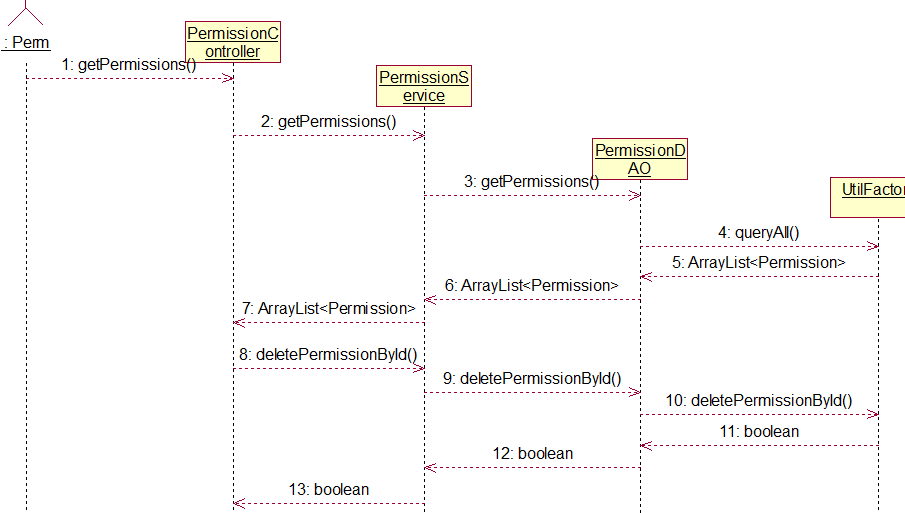 : Perm
PermissionC
ontroller
1: getPermissions()
PermissionS
ervice
2: getPermissions()
PermissionD
AO
3: getPermissions()
UtilFactor
4: queryAll()
5: ArrayList<Permission>
6: ArrayList<Permission>
7: ArrayList<Permission>
8: deletePermissionById()
9: deletePermissionById()
10: deletePermissionById()
11: boolean
12: boolean
13: boolean